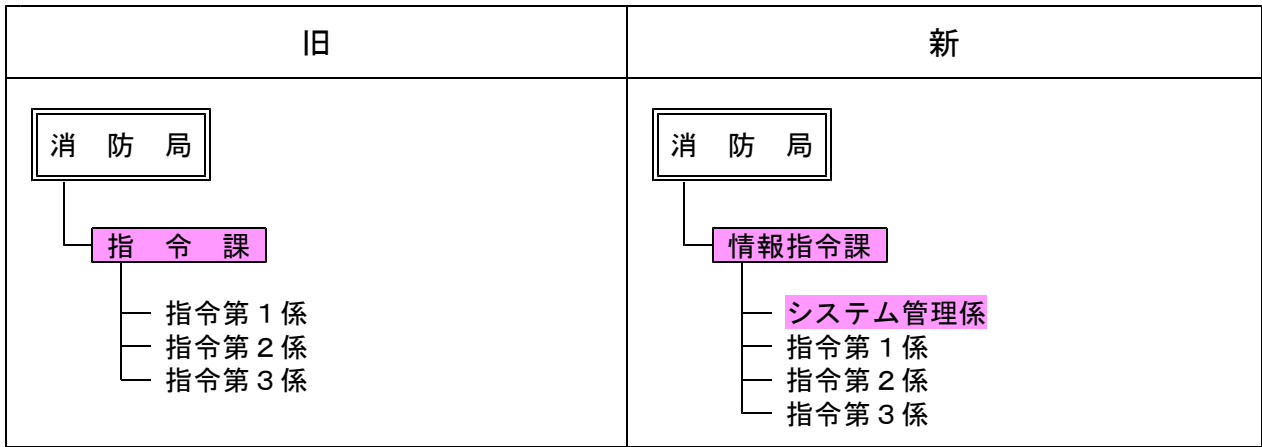 旧
新
消　防　局
指　令　課
指令第１係
指令第２係
指令第３係
消　防　局
情報指令課
システム管理係
指令第１係
指令第２係
指令第３係